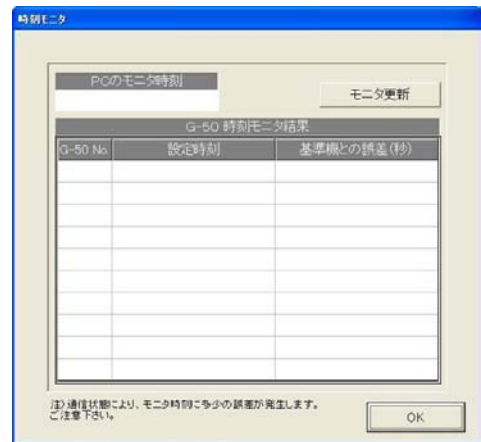 時刻モニタ
PCのモニタ時刻
モニタ更新
G-50 時刻モニタ結果
G-50 No. 設定時刻 基準機との誤差(秒)
注)通信状態により、モニタ時刻に多少の誤差が発生します。
ご注意下さい。
OK